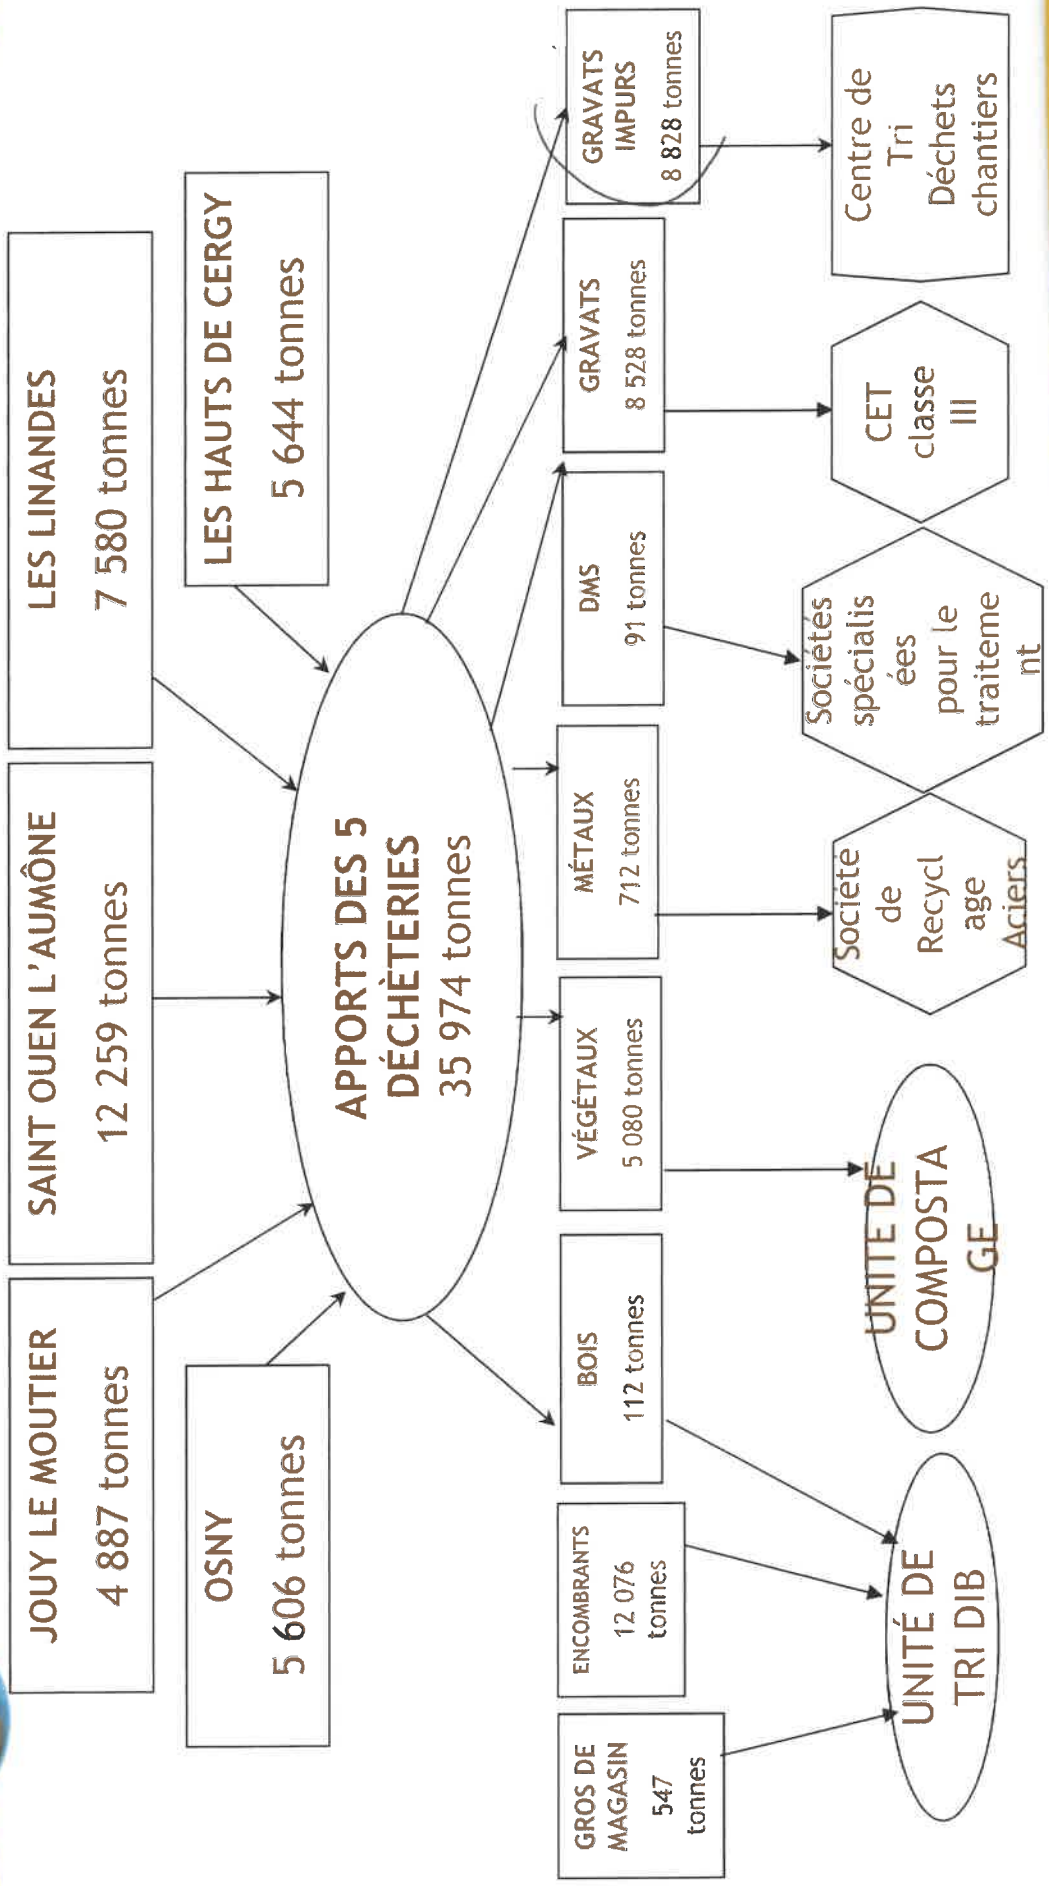 JOUY LE MOUTIER
4 887 tonnes
SAINT OUEN L'AUMÔNE
12 259 tonnes
LES LINANDES
7 580 tonnes
OSNY
5 606 tonnes
LES HAUTS DE CERGY
5 644 tonnes
APPORTS DES 5
DÉCHÈTERIES
35 974 tonnes
GROS DE
MAGASIN
547
tonnes
ENCOMBRANTS
12 076
tonnes
BOIS
112 tonnes
VÉGÉTAUX
5 080 tonnes
MÉTAUX
712 tonnes
DMS
91 tonnes
GRAVATS
8 528 tonnes
GRAVATS
IMPURS
8 828 tonnes
UNITÉ DE
TRI DIB
UNITE DE
COMPOSTA
GE
Société
de
Recycl
age
Aciers
Sociétés
spécialis
ées
pour le
traiteme
nt
CET
classe
III
Centre de
Tri
Déchets
chantiers